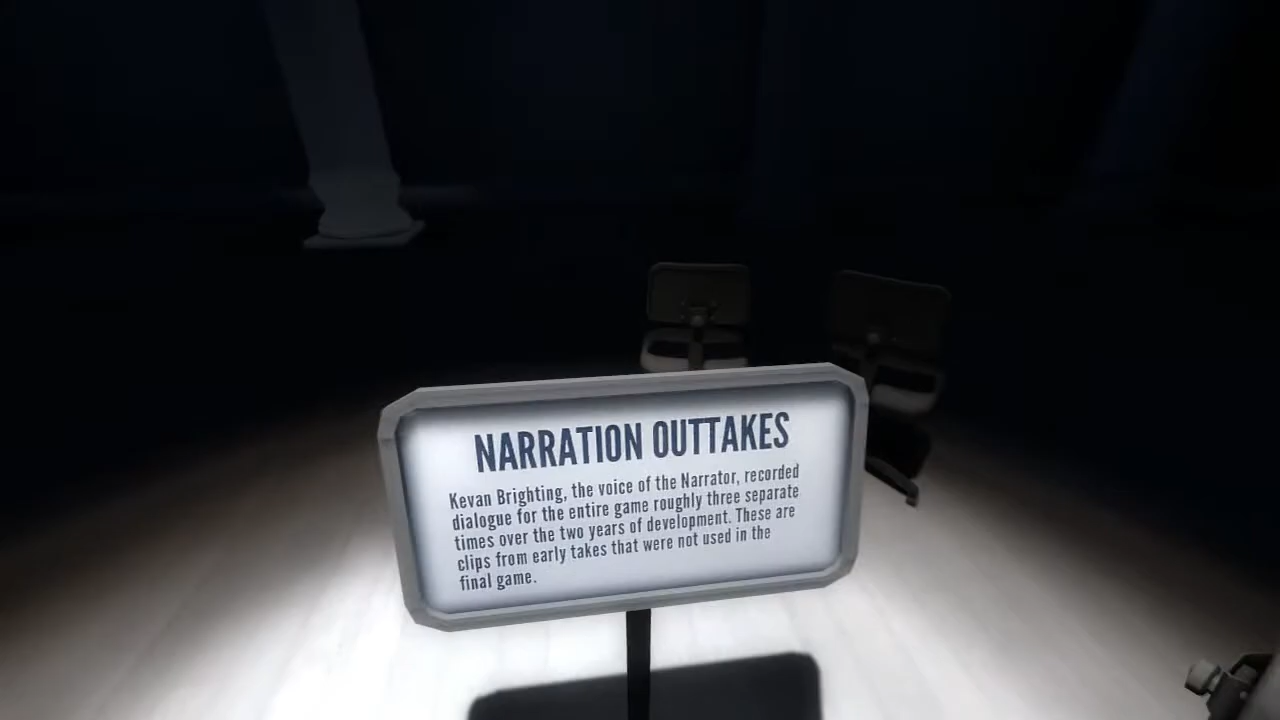 NARRATION OUTTAKES
Kevan Brighting, the voice of the Narrator, recorded
dialogue for the entire game roughly three separate
times over the two years of development. These are
clips from early takes that were not used in the
final game.